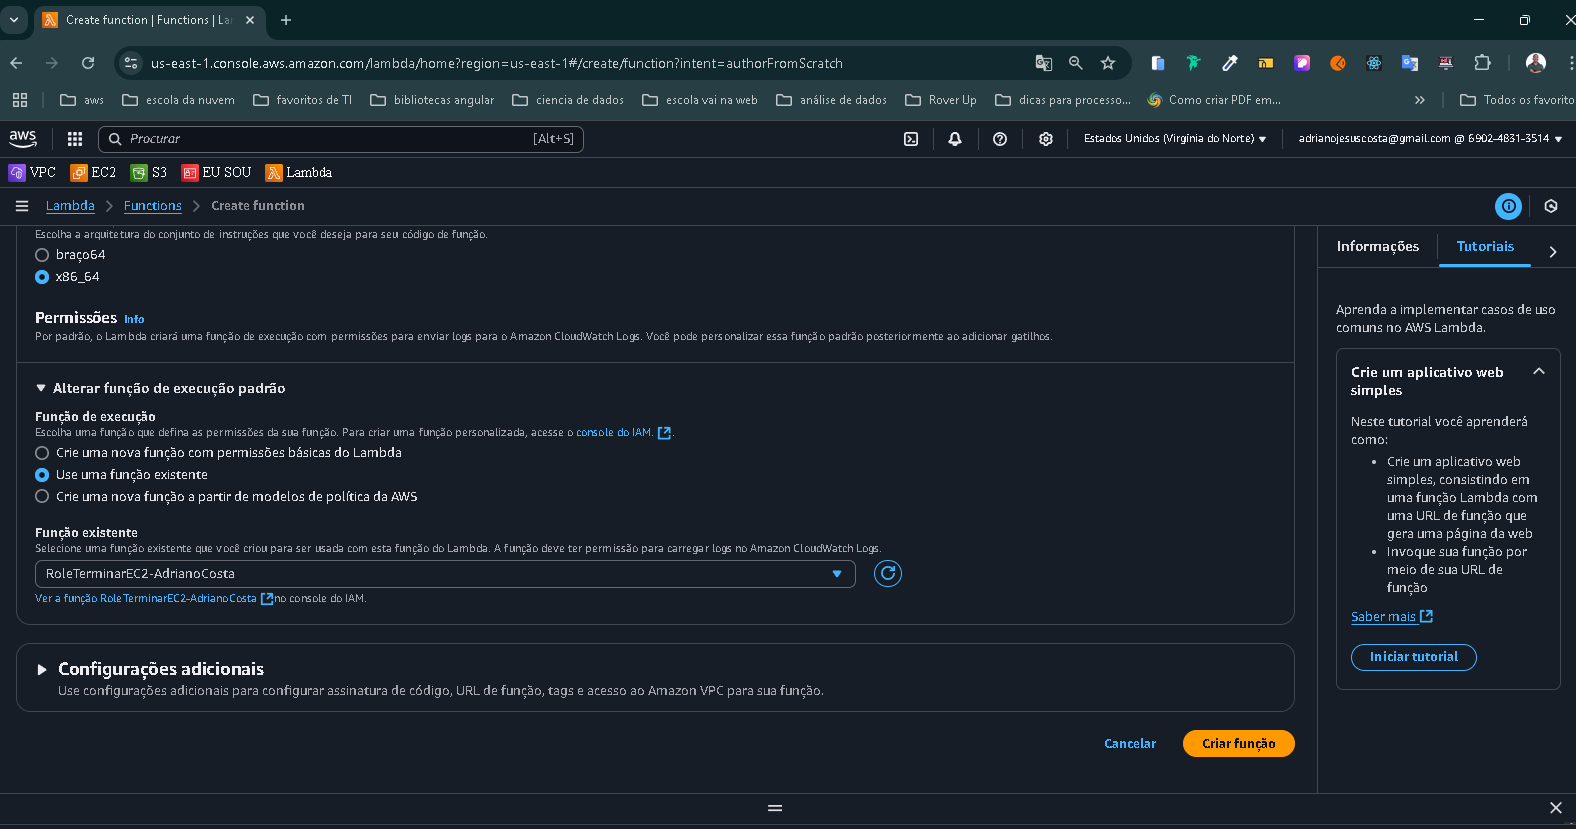 Create function | Functions | La
us-east-1.console.aws.amazon.com/lambda/home?region=us-east-1#/create/function?intent=authorFromScratch
aws
escola da nuvem
favoritos de TI
bibliotecas angular
ciencia de dados
escola vai na web
análise de dados
Rover Up
dicas para processo...
Como criar PDF em...
Todos os favorito
aws
Procurar
[Alt+S]
Estados Unidos (Virgínia do Norte)
adrianojesuscosta@gmail.com @ 6902-4831-3514
VPC
EC2
S3
EU SOU
Lambda
Lambda
Functions
Create function
Escolha a arquitetura do conjunto de instruções que você deseja para seu código de função.
braço64
x86_64
Permissões Info
Por padrão, o Lambda criará uma função de execução com permissões para enviar logs para o Amazon CloudWatch Logs. Você pode personalizar essa função padrão posteriormente ao adicionar gatilhos.
Alterar função de execução padrão
Função de execução
Escolha uma função que defina as permissões da sua função. Para criar uma função personalizada, acesse o console do IAM. .
Crie uma nova função com permissões básicas do Lambda
Use uma função existente
Crie uma nova função a partir de modelos de política da AWS
Função existente
Selecione uma função existente que você criou para ser usada com esta função do Lambda. A função deve ter permissão para carregar logs no Amazon CloudWatch Logs.
RoleTerminarEC2-AdrianoCosta
Ver a função RoleTerminarEC2-AdrianoCosta no console do IAM.
Configurações adicionais
Use configurações adicionais para configurar assinatura de código, URL de função, tags e acesso ao Amazon VPC para sua função.
Cancelar
Criar função
Informações
Tutoriais
Aprenda a implementar casos de uso
comuns no AWS Lambda.
Crie um aplicativo web
simples
Neste tutorial você aprenderá
como:
Crie um aplicativo web
simples, consistindo em
uma função Lambda com
uma URL de função que
gera uma página da web
Invoque sua função por
meio de sua URL de
função
Saber mais
Iniciar tutorial